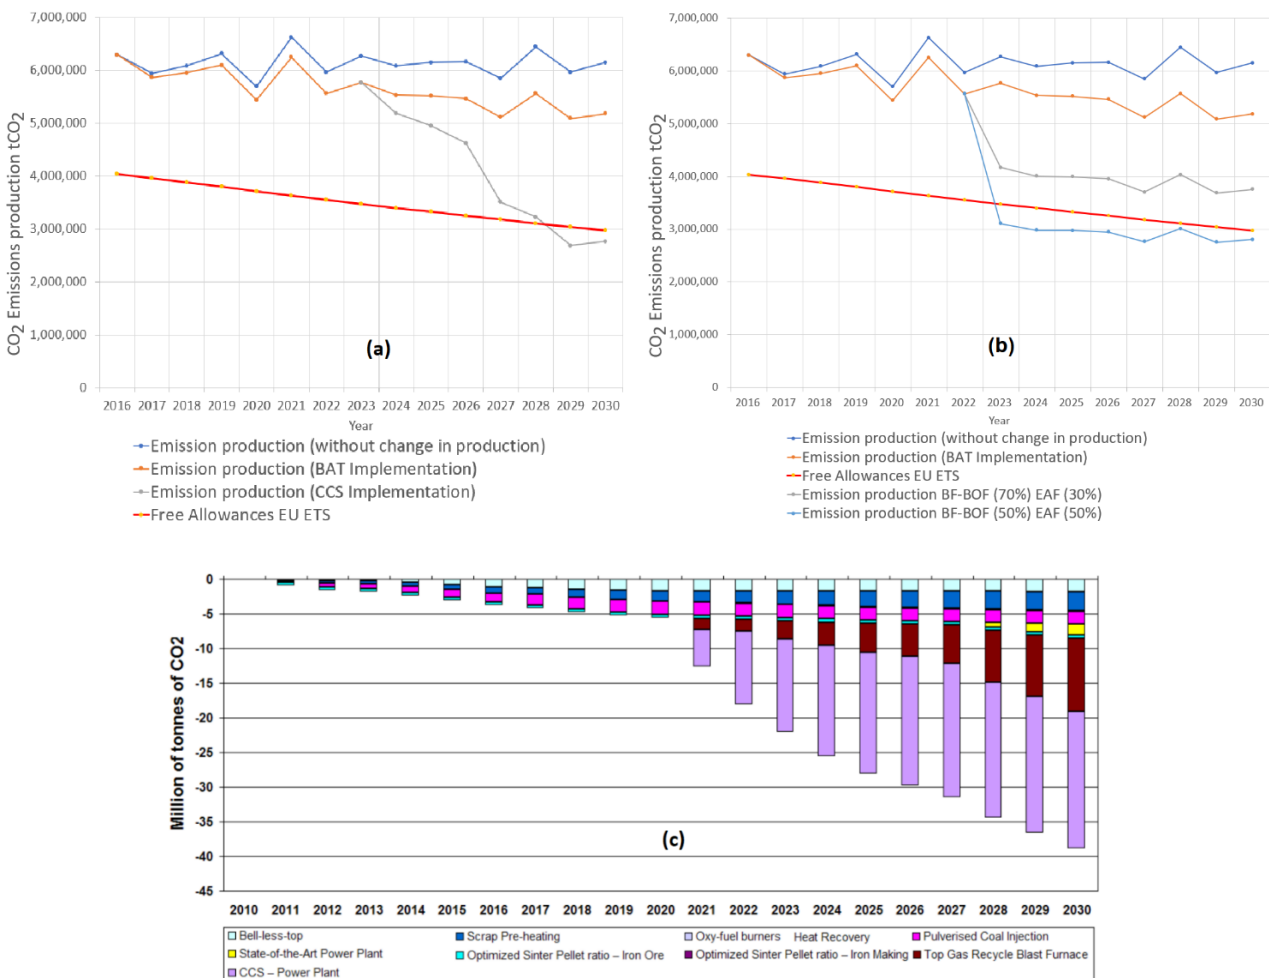 7,000,000
6,000,000
5,000,000
4,000,000
3,000,000
2,000,000
1,000,000
0
CO2 Emissions production tCO2
(a)
2016 2017 2018 2019 2020 2021 2022 2023 2024 2025 2026 2027 2028 2029 2030
Year
Emission production (without change in production)
Emission production (BAT Implementation)
Emission production (CCS Implementation)
Free Allowances EU ETS
7,000,000
6,000,000
5,000,000
4,000,000
3,000,000
2,000,000
1,000,000
0
CO2 Emissions production tCO2
(b)
2016 2017 2018 2019 2020 2021 2022 2023 2024 2025 2026 2027 2028 2029 2030
Year
Emission production (without change in production)
Emission production (BAT Implementation)
Free Allowances EU ETS
Emission production BF-BOF (70%) EAF (30%)
Emission production BF-BOF (50%) EAF (50%)
0
-5
-10
-15
-20
-25
-30
-35
-40
-45
Million of tonnes of CO2
(c)
2010 2011 2012 2013 2014 2015 2016 2017 2018 2019 2020 2021 2022 2023 2024 2025 2026 2027 2028 2029 2030
Bell-less-top Scrap Pre-heating Oxy-fuel burners Heat Recovery Pulverised Coal Injection
State-of-the-Art Power Plant Optimized Sinter Pellet ratio – Iron Ore Optimized Sinter Pellet ratio – Iron Making Top Gas Recycle Blast Furnace
CCS – Power Plant